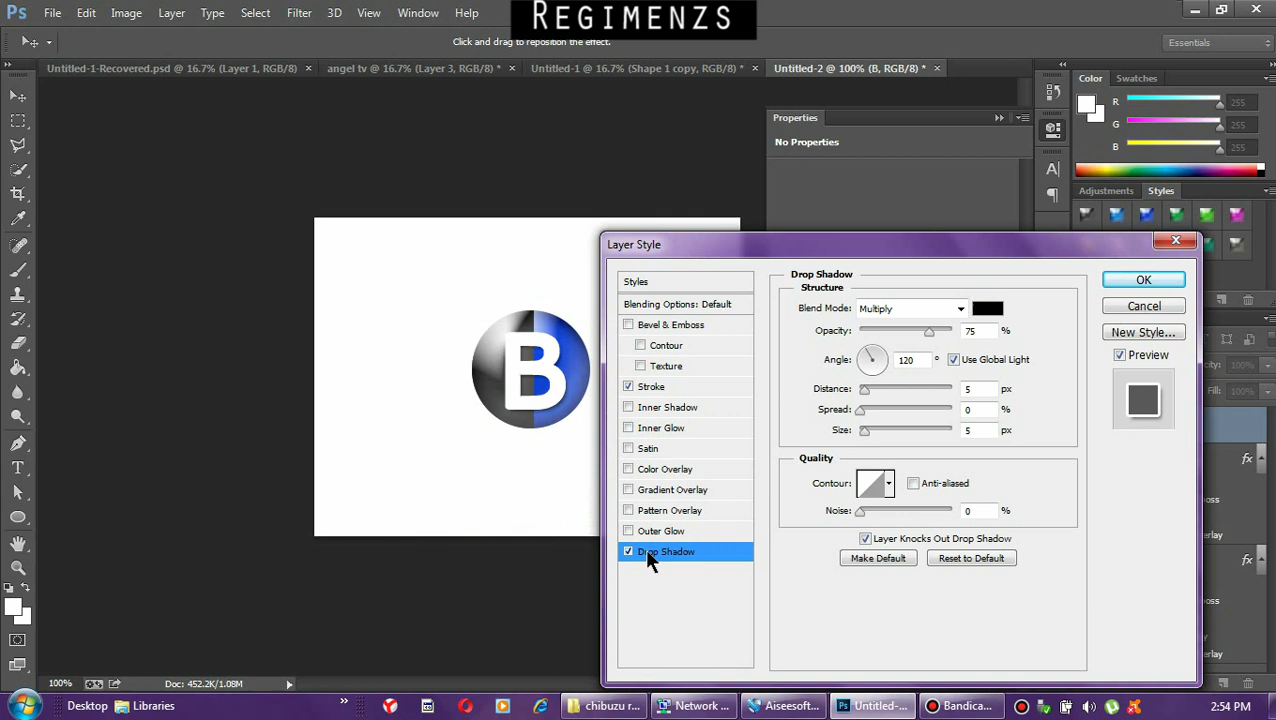 REGIMENZS
Ps File Edit Image Layer Type Select Filter 3D View Window Help
Click and drag to reposition the effect.
Essentials
Untitled-1-Recovered.psd @ 16.7% (Layer 1, RGB/8) × angel tv @ 16.7% (Layer 3, RGB/8) * × Untitled-1 @ 16.7% (Shape 1 copy, RGB/8) * × Untitled-2 @ 100% (B, RGB/8) * ×
Color Swatches
R 255
G 255
B 255
Properties
No Properties
Adjustments Styles
B
Layer Style
Styles
Blending Options: Default
Bevel & Emboss
Contour
Texture
Stroke
Inner Shadow
Inner Glow
Satin
Color Overlay
Gradient Overlay
Pattern Overlay
Outer Glow
Drop Shadow
Drop Shadow
Structure
Blend Mode: Multiply
Opacity: 75 %
Angle: 120 ° Use Global Light
Distance: 5 px
Spread: 0 %
Size: 5 px
Quality
Contour: Anti-aliased
Noise: 0 %
Layer Knocks Out Drop Shadow
Make Default Reset to Default
OK
Cancel
New Style...
Preview
100%
fx
fx
100% Doc: 452.2K/1.08M
Desktop Libraries » chibuzu r... Network ... Aiseesoft... Untitled-... Bandica... 2:54 PM